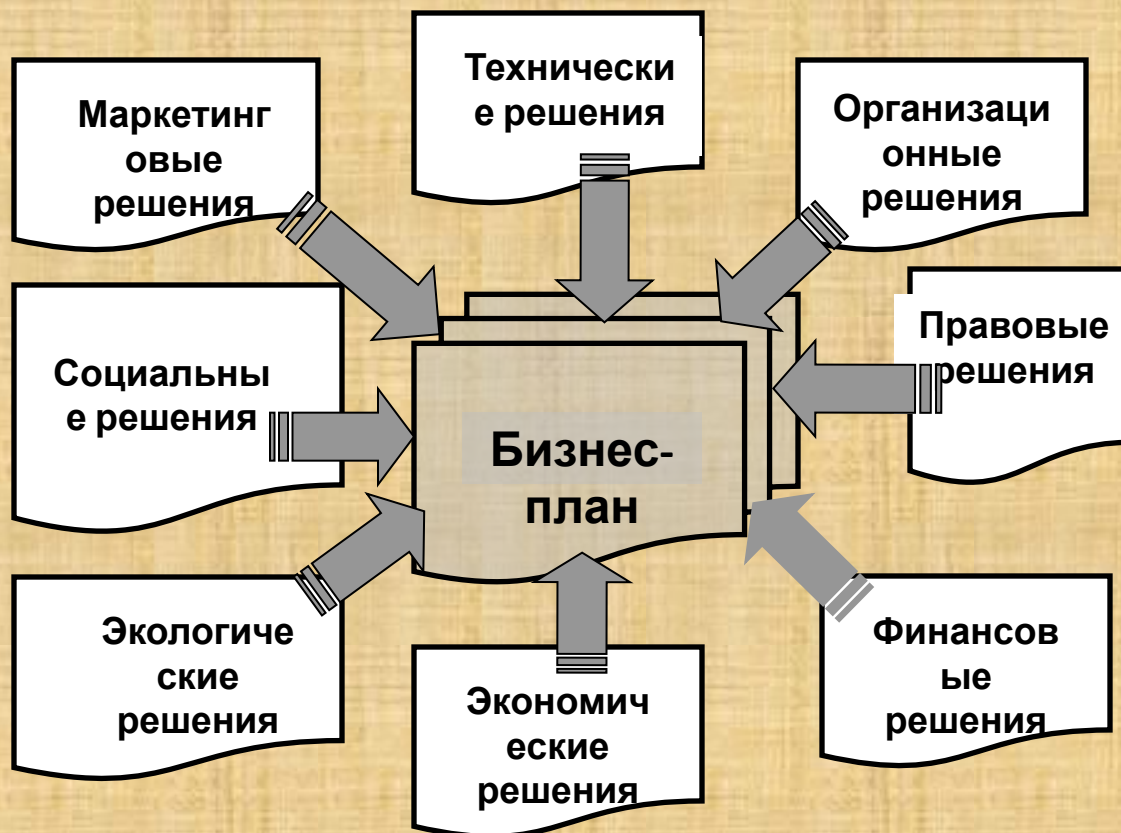 Технически
е решения
Маркетинг
овые
решения
Организаци
онные
решения
Социальны
е решения
Правовые
решения
Бизнес-
план
Экологиче
ские
решения
Экономич
еские
решения
Финансов
ые
решения